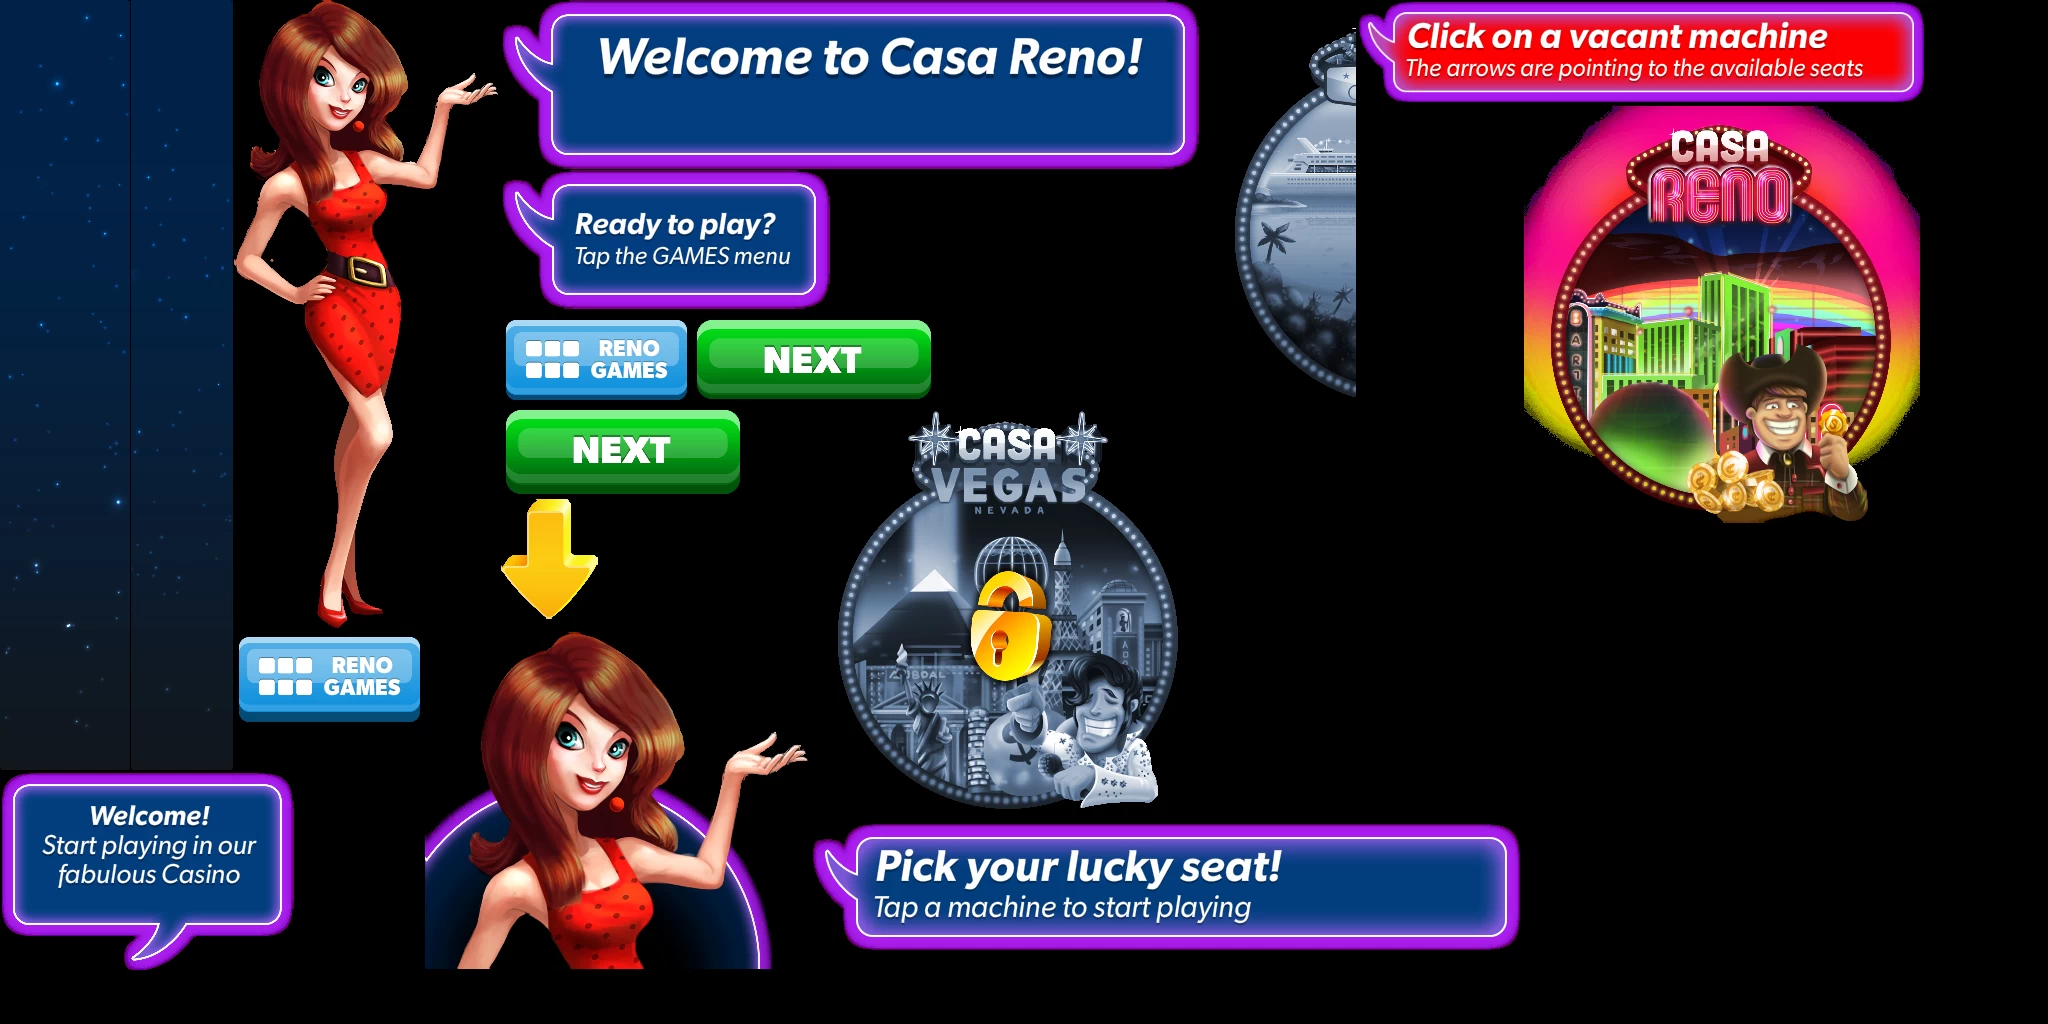 Welcome to Casa Reno!
Click on a vacant machine
The arrows are pointing to the available seats
CASA
RENO
Ready to play?
Tap the GAMES menu
RENO
GAMES
NEXT
NEXT
CASA
VEGAS
NEVADA
RENO
GAMES
Welcome!
Start playing in our
fabulous Casino
Pick your lucky seat!
Tap a machine to start playing